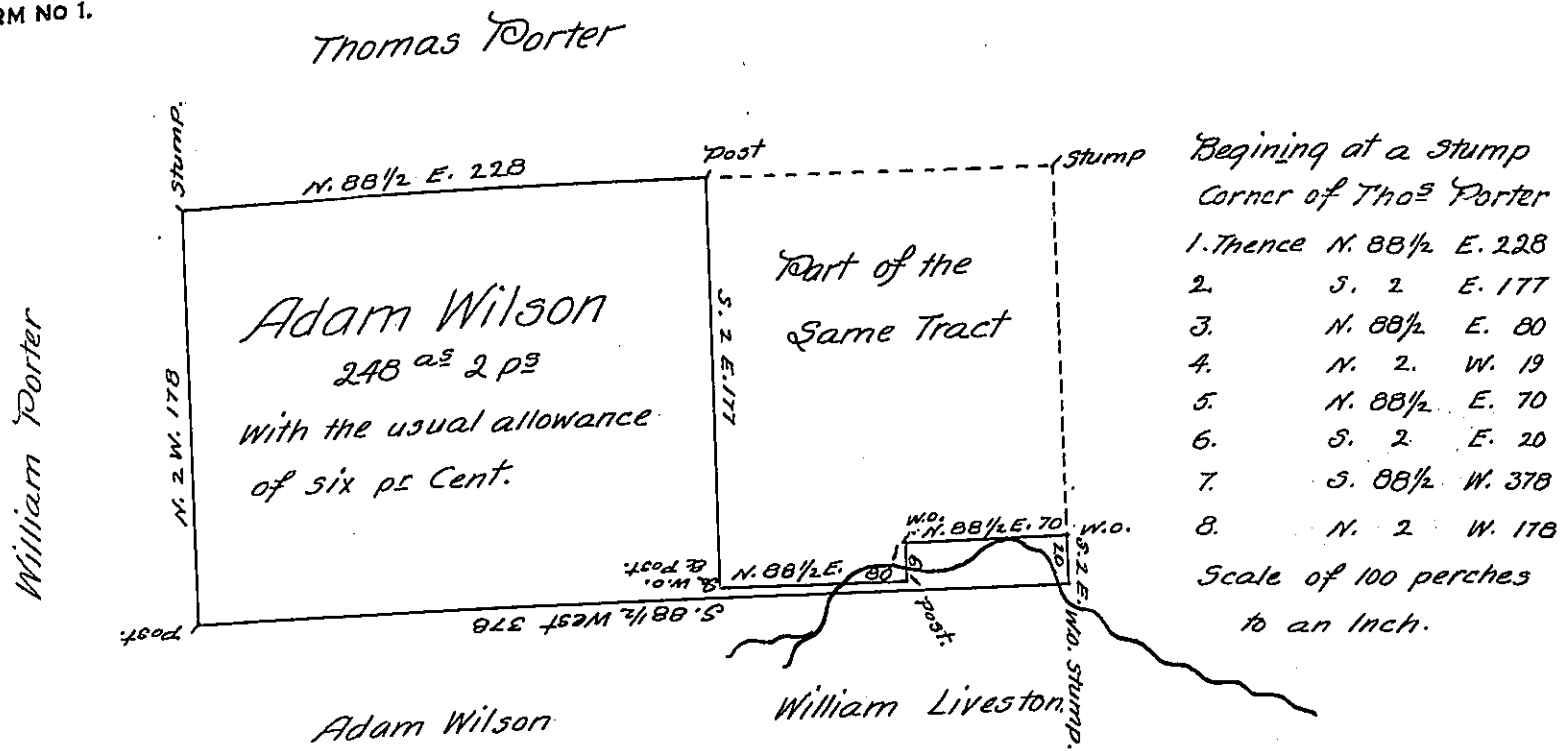 RM No 1.
Thomas Porter
Stump.
N. 88½ E. 228
Post
Stump
William Porter
N. 2 W. 178
Adam Wilson
248 as 2 ps
With the usual allowance
of six pr Cent.
S. 2 E. 177
Part of the
Same Tract
W.O.
N. 88½ E. 70
W.O.
& W.O.
& Post.
N. 88½ E. 80
19
20
S. 2 E.
W.O. Stump.
Post.
Post.
S. 88½ West 378
Adam Wilson
William Liveston.
Begining at a Stump
Corner of Thos Porter
1. Thence N. 88½ E. 228
2. S. 2 E. 177
3. N. 88½ E. 80
4. N. 2. W. 19
5. N. 88½ E. 70
6. S. 2 E. 20
7. S. 88½ W. 378
8. N. 2 W. 178
Scale of 100 perches
to an Inch.